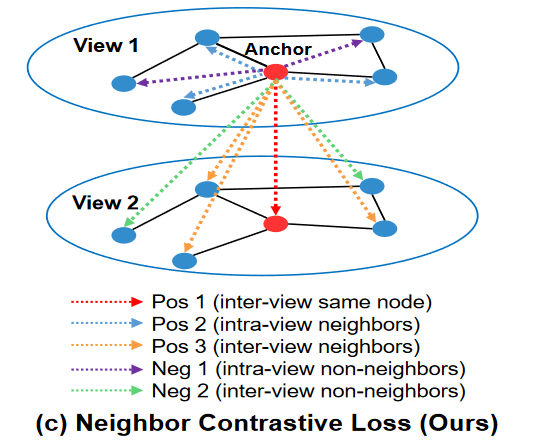 View 1
Anchor
View 2
Pos 1 (inter-view same node)
Pos 2 (intra-view neighbors)
Pos 3 (inter-view neighbors)
Neg 1 (intra-view non-neighbors)
Neg 2 (inter-view non-neighbors)
(c) Neighbor Contrastive Loss (Ours)